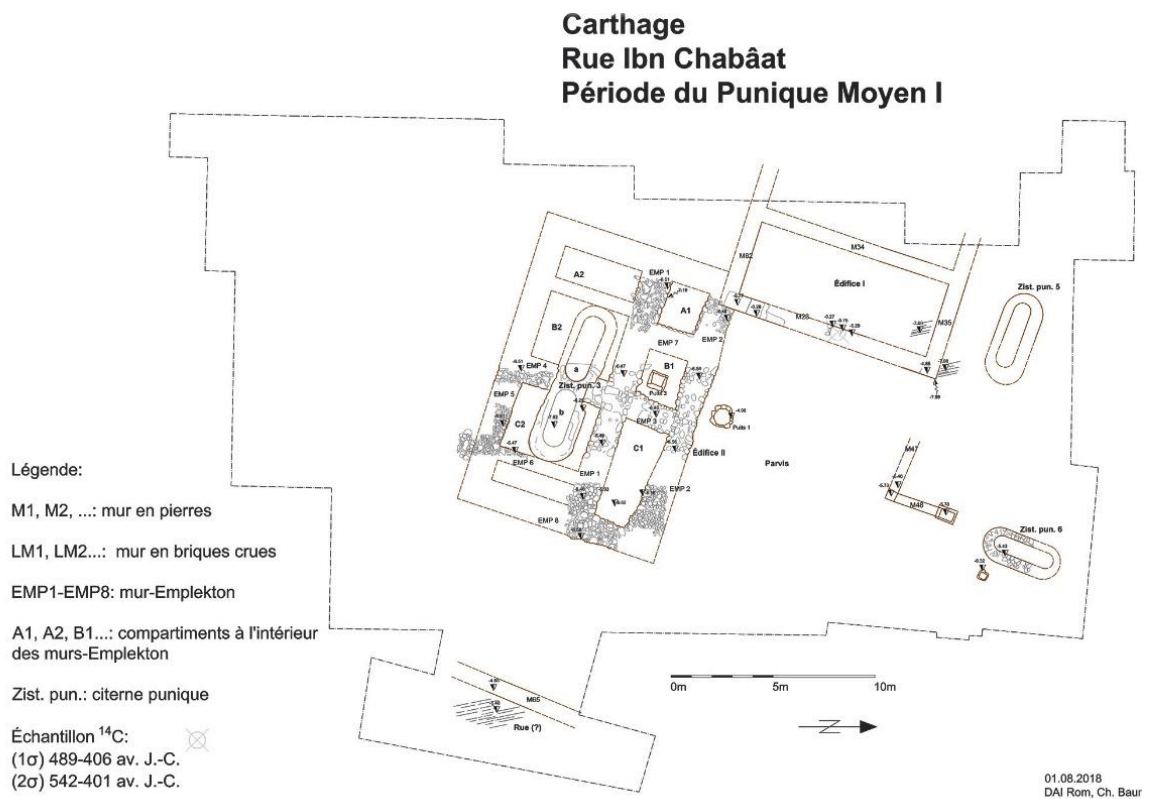 Carthage
Rue Ibn Chabâat
Période du Punique Moyen I
M34
M62
Édifice I
Zist. pun. 5
A2
EMP 1
A1
M28
M35
B2
EMP 7
EMP 2
EMP 4
a
B1
Zist. pun. 3
Puits 2
EMP 5
b
C2
EMP 3
Puits 1
C1
Édifice II
EMP 6
EMP 1
Parvis
M47
EMP 2
M46
EMP 8
Zist. pun. 6
Légende:
M1, M2, ...: mur en pierres
LM1, LM2...: mur en briques crues
EMP1-EMP8: mur-Emplekton
A1, A2, B1...: compartiments à l'intérieur
des murs-Emplekton
Zist. pun.: citerne punique
Échantillon ¹⁴C:
(1σ) 489-406 av. J.-C.
(2σ) 542-401 av. J.-C.
M65
Rue (?)
0m 5m 10m
N
01.08.2018
DAI Rom, Ch. Baur